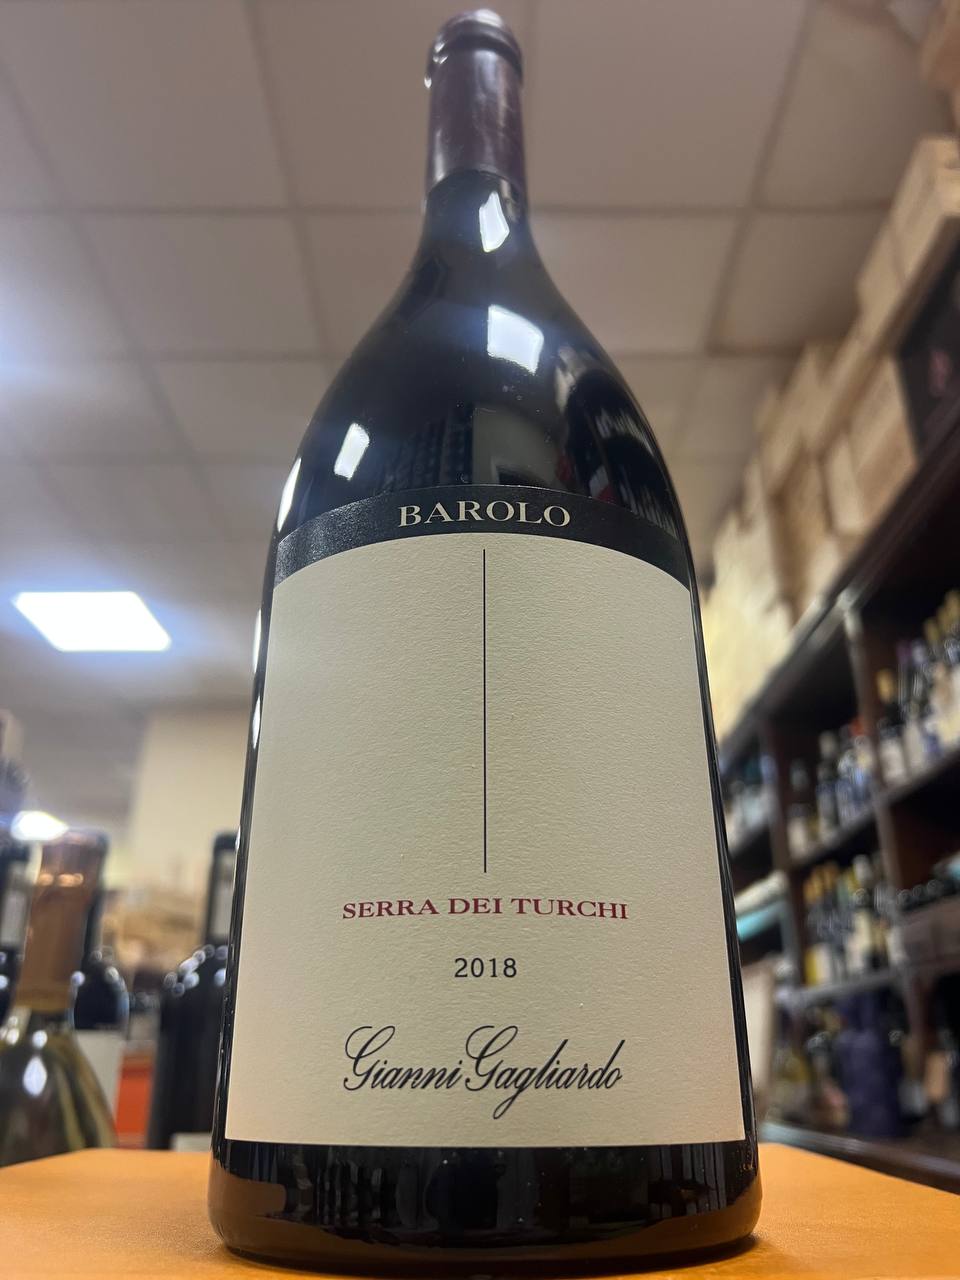 BAROLO
SERRA DEI TURCHI
2018
Gianni Gagliardo